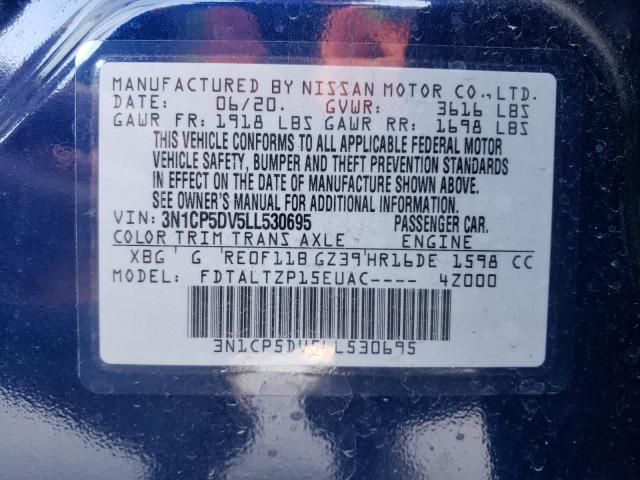 MANUFACTURED BY NISSAN MOTOR CO.,LTD.
DATE: 06/20. GVWR: 3616 LBS
GAWR FR: 1918 LBS GAWR RR: 1698 LBS
THIS VEHICLE CONFORMS TO ALL APPLICABLE FEDERAL MOTOR
VEHICLE SAFETY, BUMPER AND THEFT PREVENTION STANDARDS
IN EFFECT ON THE DATE OF MANUFACTURE SHOWN ABOVE.
SEE OWNER'S MANUAL FOR ADDITIONAL INFORMATION.
VIN: 3N1CP5DV5LL530695 PASSENGER CAR.
COLOR TRIM TRANS AXLE ENGINE
XBG G RE0F11B GZ39 HR16DE 1598 CC
MODEL: FDTALTZP15EUAC---- 4Z000
3N1CP5DV5LL530695